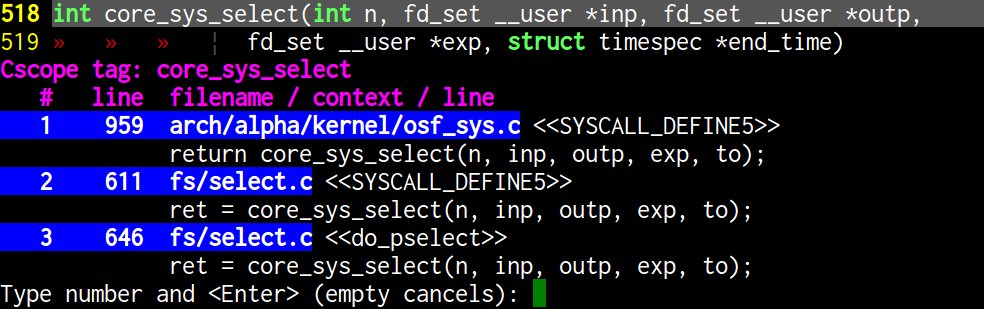 518 int core_sys_select(int n, fd_set __user *inp, fd_set __user *outp,
519 » » » ¦ fd_set __user *exp, struct timespec *end_time)
Cscope tag: core_sys_select
# line filename / context / line
1 959 arch/alpha/kernel/osf_sys.c <<SYSCALL_DEFINE5>>
return core_sys_select(n, inp, outp, exp, to);
2 611 fs/select.c <<SYSCALL_DEFINE5>>
ret = core_sys_select(n, inp, outp, exp, to);
3 646 fs/select.c <<do_pselect>>
ret = core_sys_select(n, inp, outp, exp, to);
Type number and <Enter> (empty cancels):